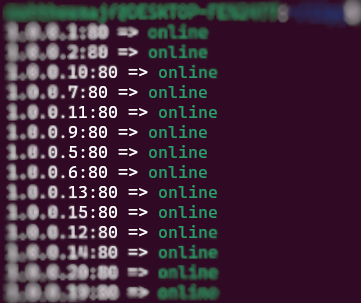 1.0.0.1:80 => online
1.0.0.2:80 => online
1.0.0.10:80 => online
1.0.0.7:80 => online
1.0.0.11:80 => online
1.0.0.9:80 => online
1.0.0.5:80 => online
1.0.0.6:80 => online
1.0.0.13:80 => online
1.0.0.15:80 => online
1.0.0.12:80 => online
1.0.0.14:80 => online
1.0.0.20:80 => online
1.0.0.19:80 => online